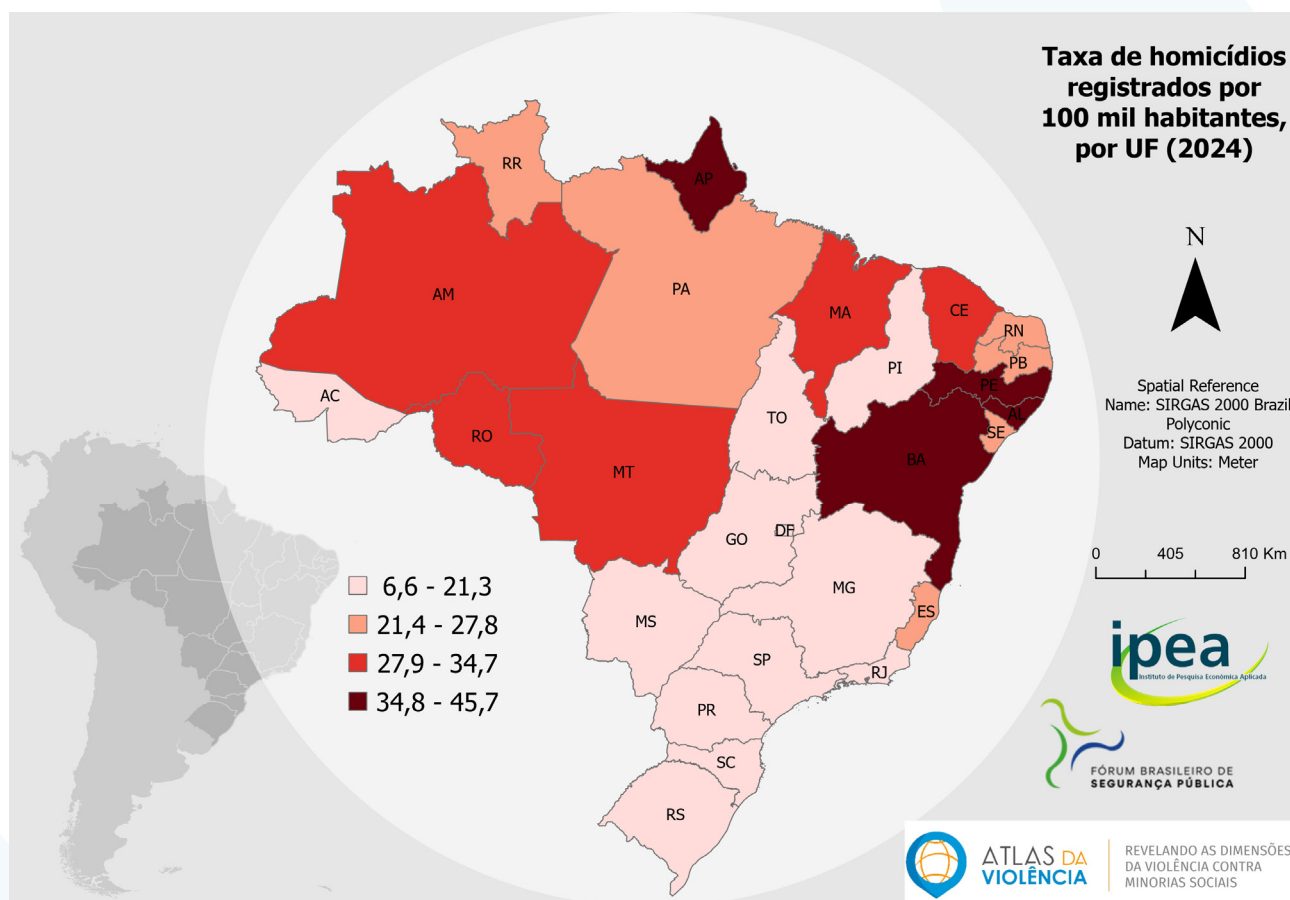 Taxa de homicídios
registrados por
100 mil habitantes,
por UF (2024)
N
RR
AP
AM
PA
MA
CE
RN
PB
PI
PE
AL
SE
AC
TO
RO
BA
MT
GO
DF
MG
ES
MS
SP
RJ
PR
SC
RS
Spatial Reference
Name: SIRGAS 2000 Brazil
Polyconic
Datum: SIRGAS 2000
Map Units: Meter
0 405 810 Km
6,6 - 21,3
21,4 - 27,8
27,9 - 34,7
34,8 - 45,7
ipea
Instituto de Pesquisa Econômica Aplicada
FÓRUM BRASILEIRO DE
SEGURANÇA PÚBLICA
ATLAS DA
VIOLÊNCIA
REVELANDO AS DIMENSÕES
DA VIOLÊNCIA CONTRA
MINORIAS SOCIAIS